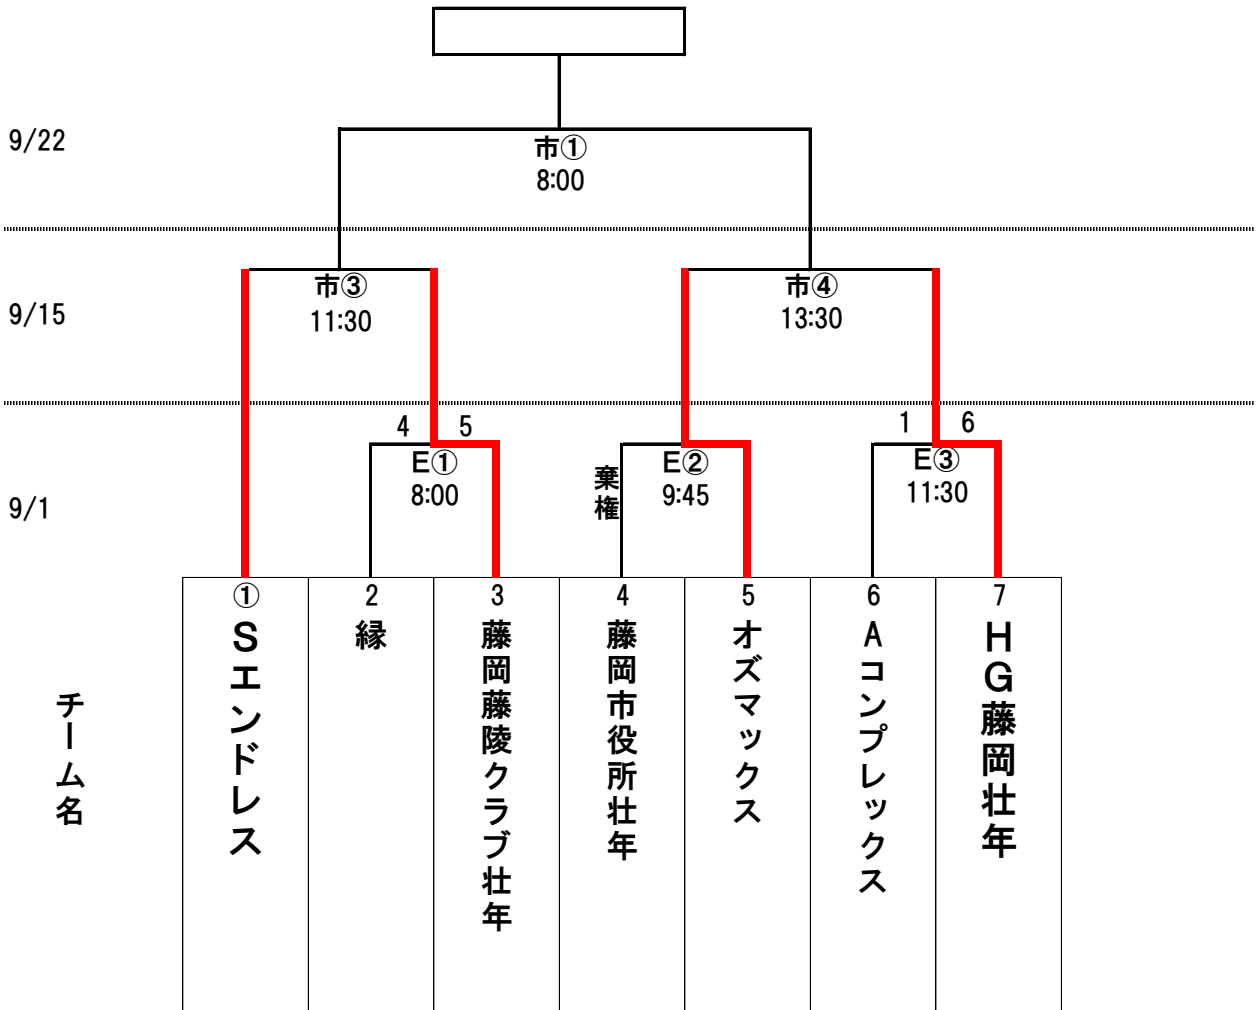 9/22
市①
8:00
9/15
市③
11:30
市④
13:30
9/1
4 5
E①
8:00
棄権
E②
9:45
1 6
E③
11:30
チーム名
①
Sエンドレス
2
縁
3
藤岡藤陵クラブ壮年
4
藤岡市役所壮年
5
オズマックス
6
Aコンプレックス
7
HG藤岡壮年